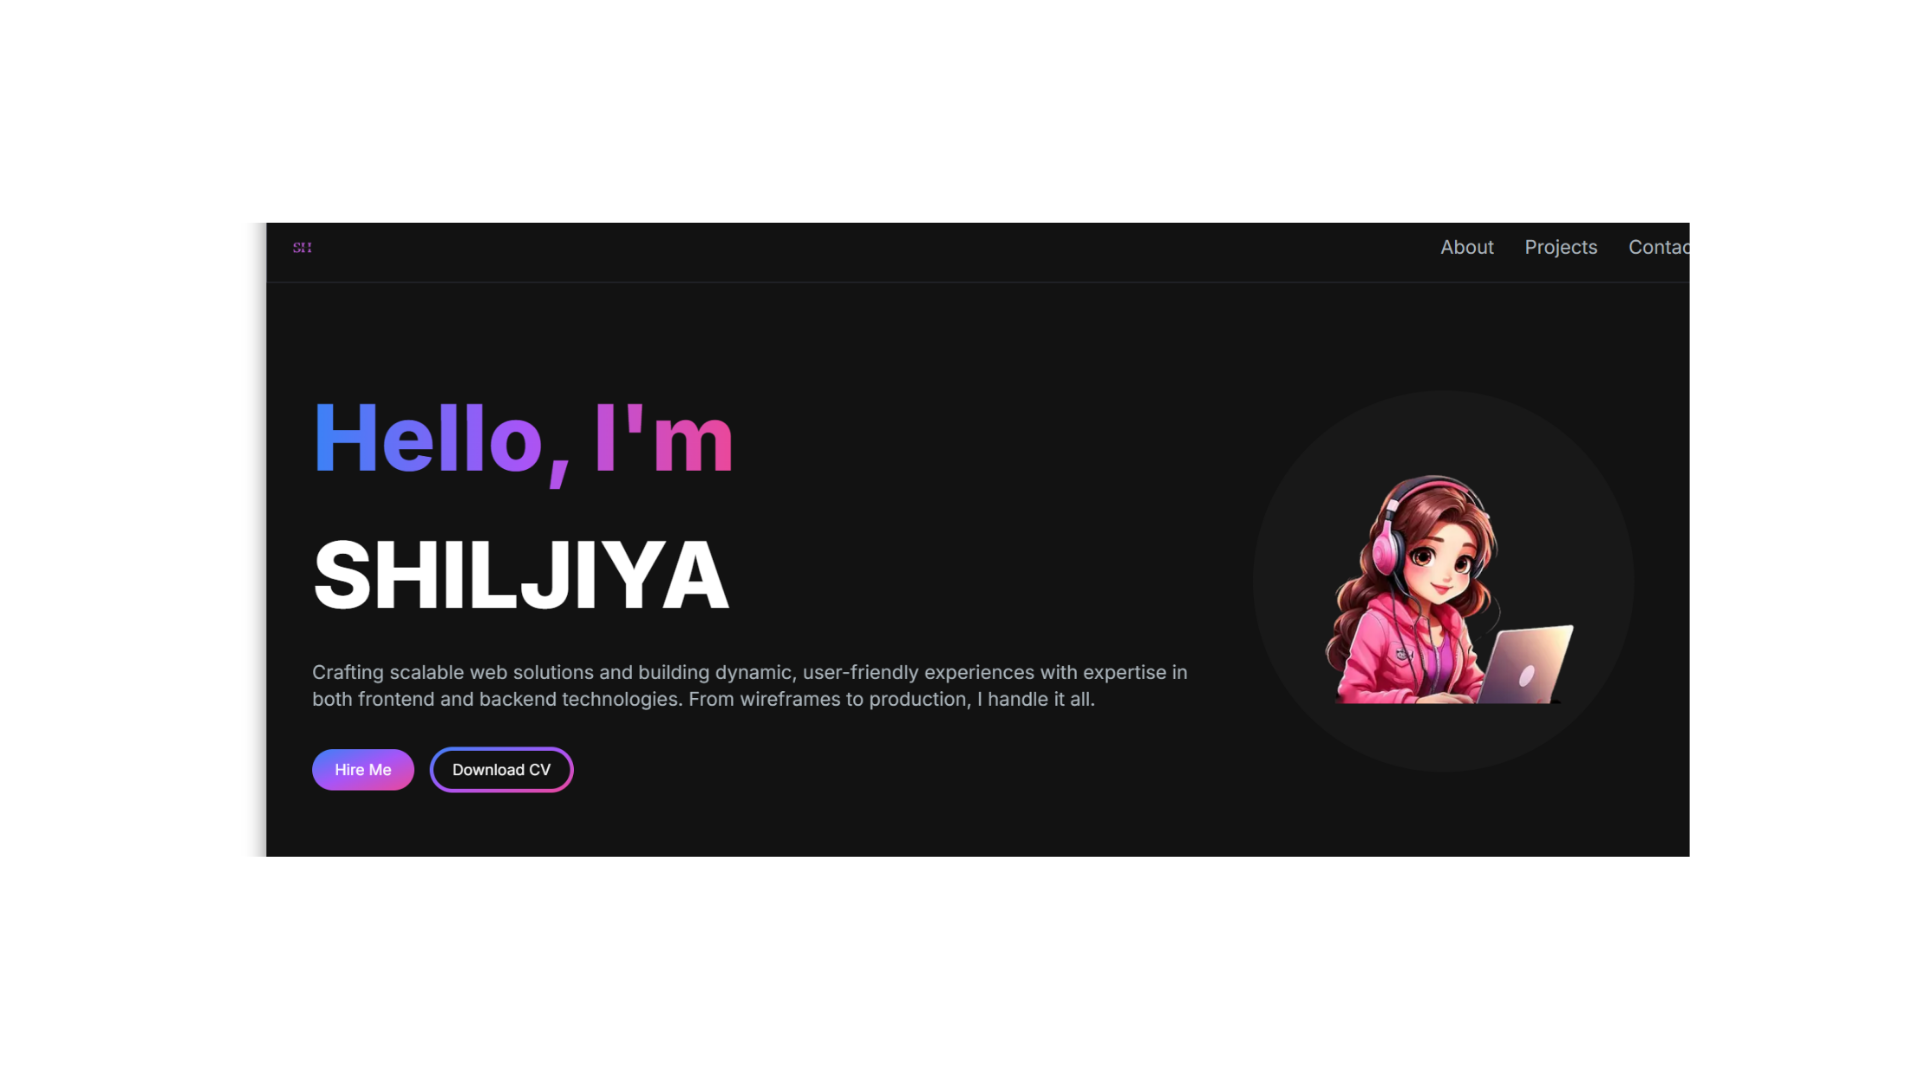 SH
About Projects Contac
Hello, I'm
SHILJIYA
Crafting scalable web solutions and building dynamic, user-friendly experiences with expertise in
both frontend and backend technologies. From wireframes to production, I handle it all.
Hire Me Download CV